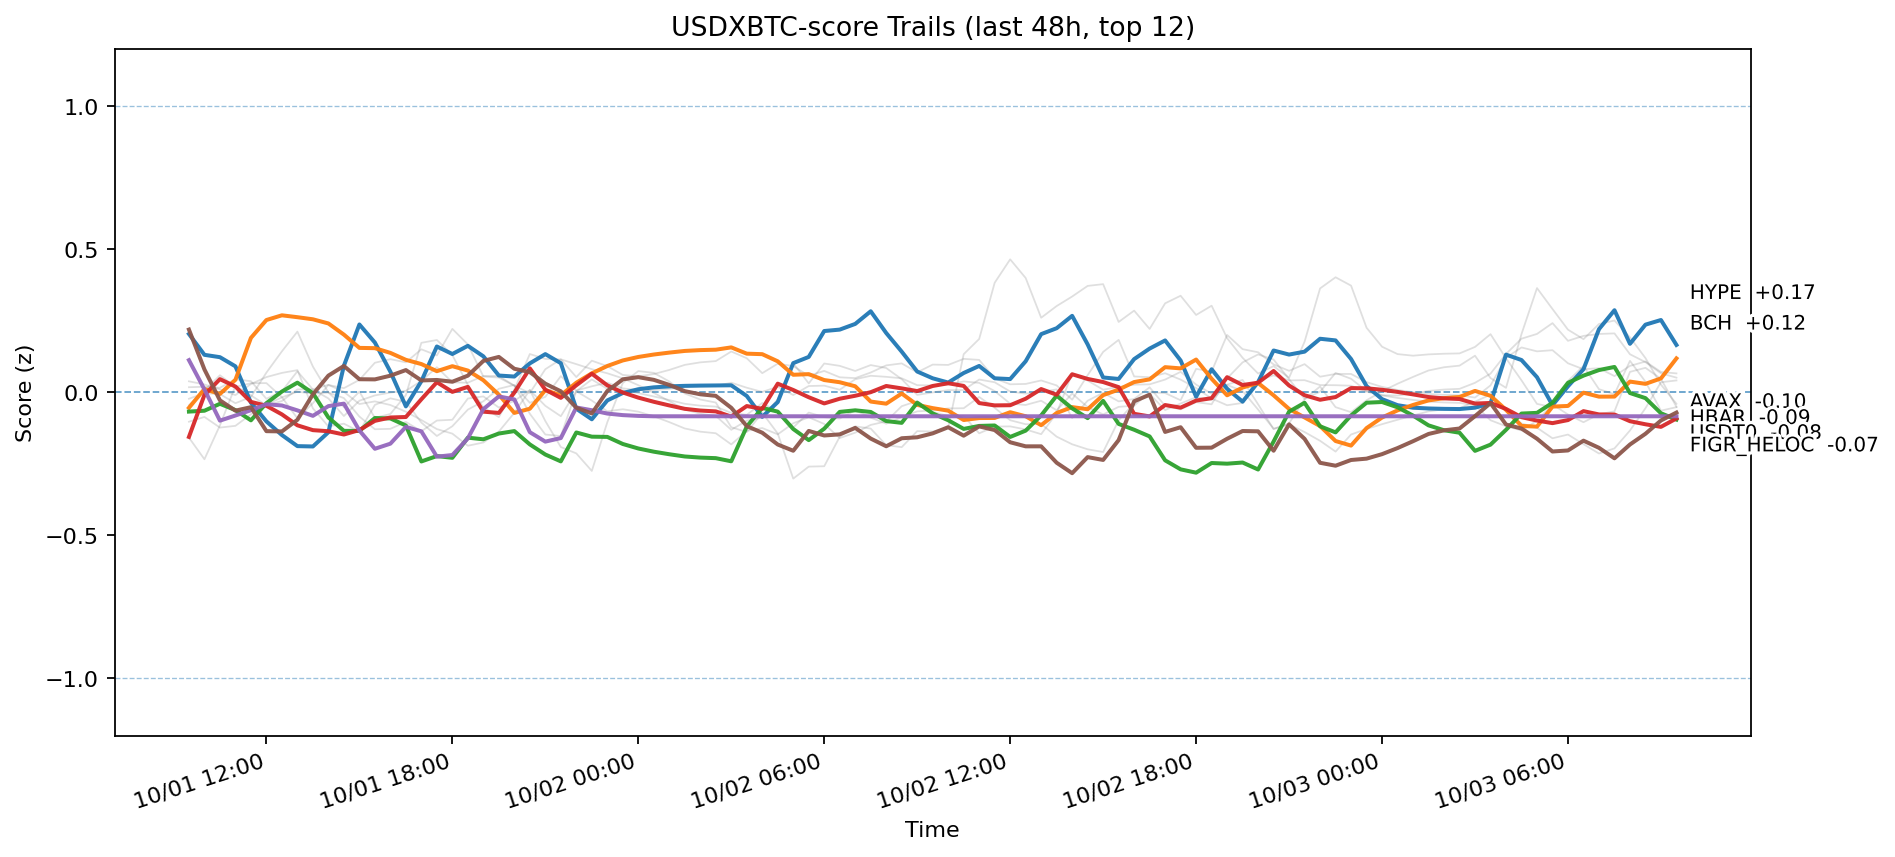 USDXBTC-score Trails (last 48h, top 12)
1.0
0.5
0.0
−0.5
−1.0
Score (z)
HYPE +0.17
BCH +0.12
AVAX -0.10
HBAR -0.09
USDT0 -0.08
FIGR_HELOC -0.07
10/01 12:00
10/01 18:00
10/02 00:00
10/02 06:00
10/02 12:00
10/02 18:00
10/03 00:00
10/03 06:00
Time